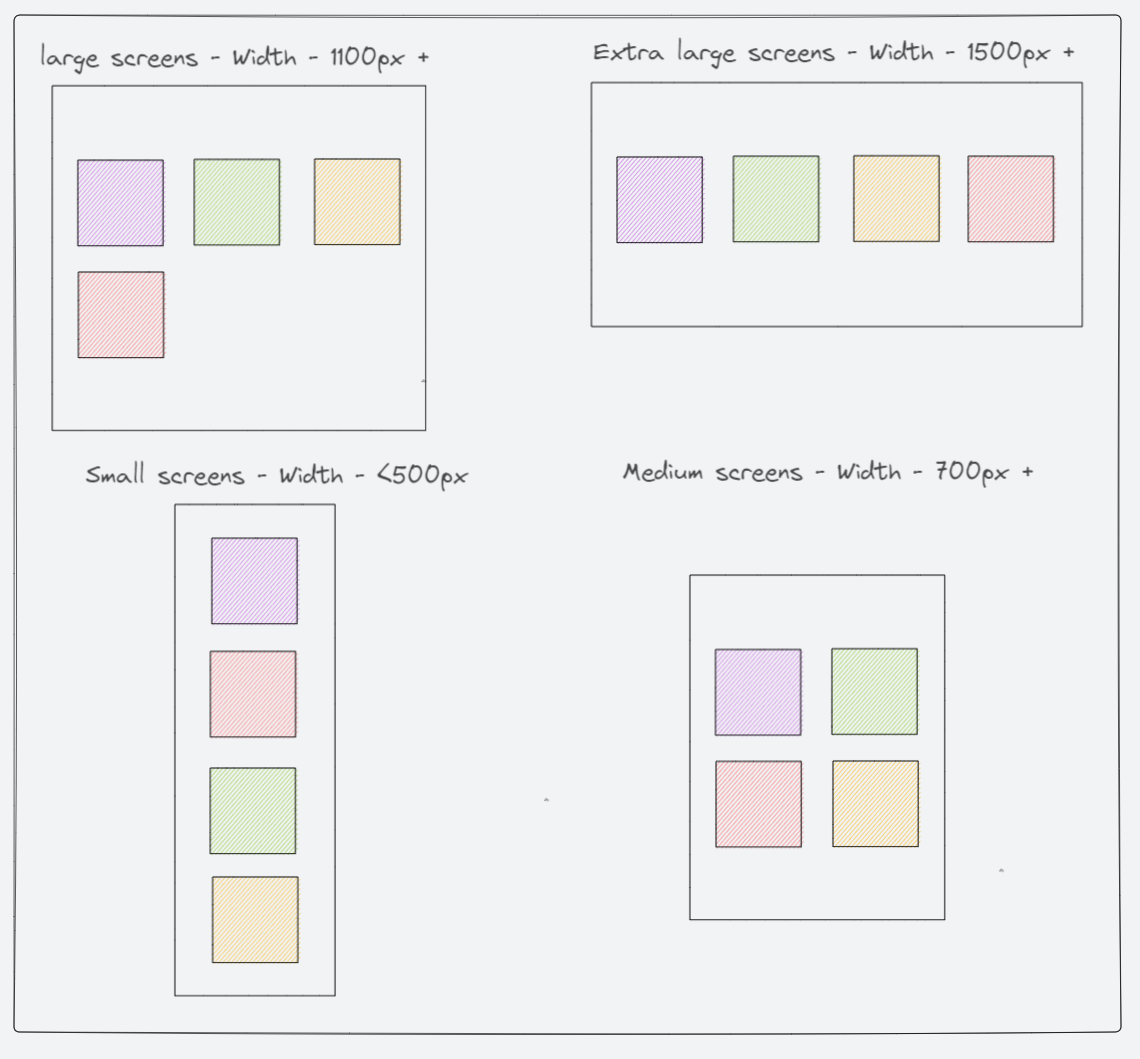 large screens - Width - 1100px +
Extra large screens - Width - 1500px +
Small screens - Width - <500px
Medium screens - Width - 700px +